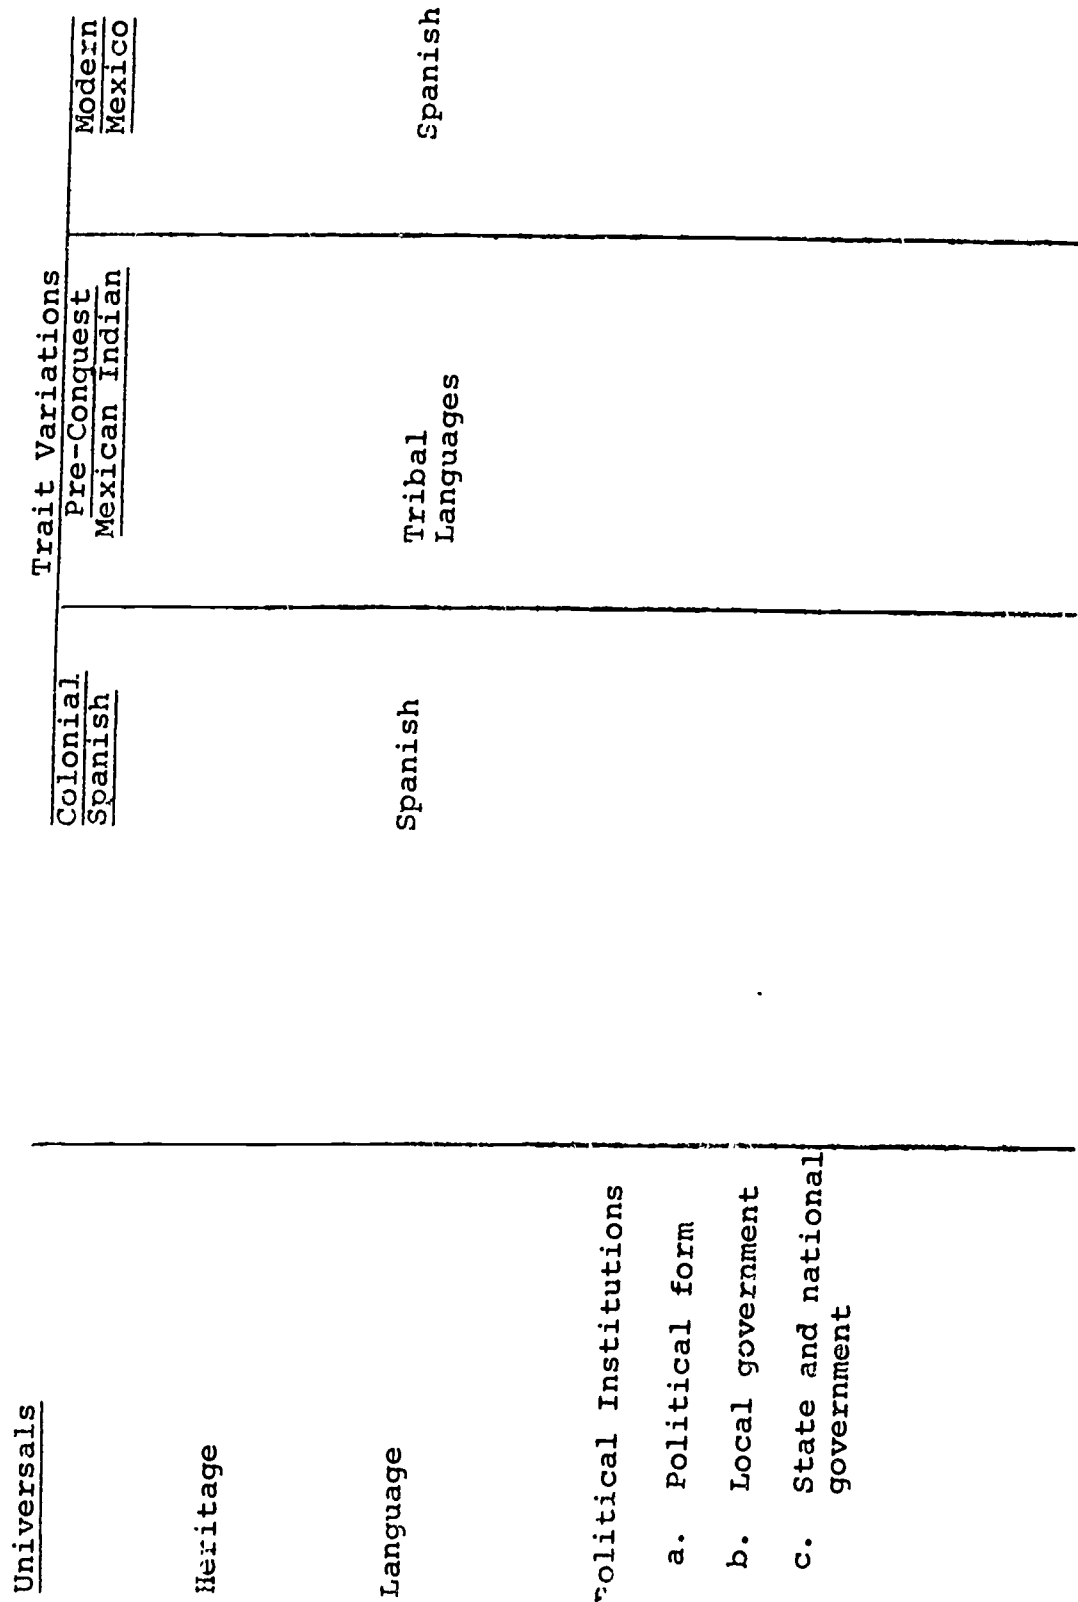 Trait Variations
Universals
Colonial
Spanish
Pre-Conquest
Mexican Indian
Modern
Mexico
Heritage
Language
Spanish
Tribal
Languages
Spanish
Political Institutions
a. Political form
b. Local government
c. State and national
government